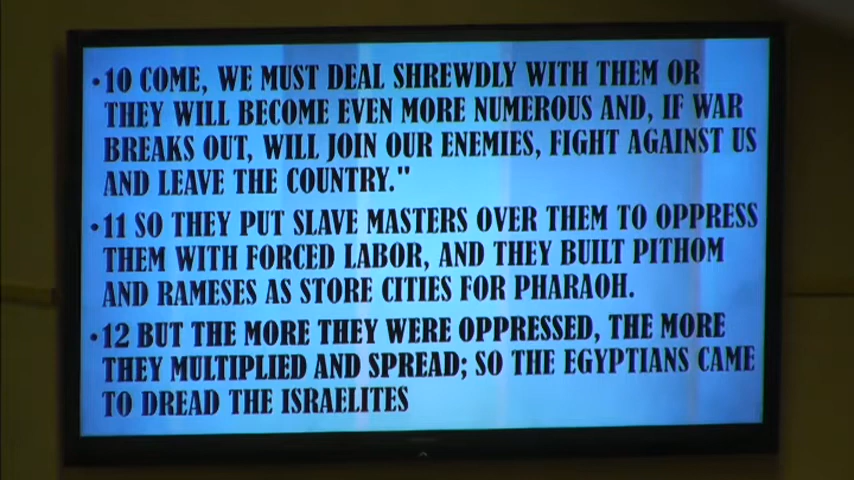 •10 COME, WE MUST DEAL SHREWDLY WITH THEM OR
THEY WILL BECOME EVEN MORE NUMEROUS AND, IF WAR
BREAKS OUT, WILL JOIN OUR ENEMIES, FIGHT AGAINST US
AND LEAVE THE COUNTRY."
•11 SO THEY PUT SLAVE MASTERS OVER THEM TO OPPRESS
THEM WITH FORCED LABOR, AND THEY BUILT PITHOM
AND RAMESES AS STORE CITIES FOR PHARAOH.
•12 BUT THE MORE THEY WERE OPPRESSED, THE MORE
THEY MULTIPLIED AND SPREAD; SO THE EGYPTIANS CAME
TO DREAD THE ISRAELITES